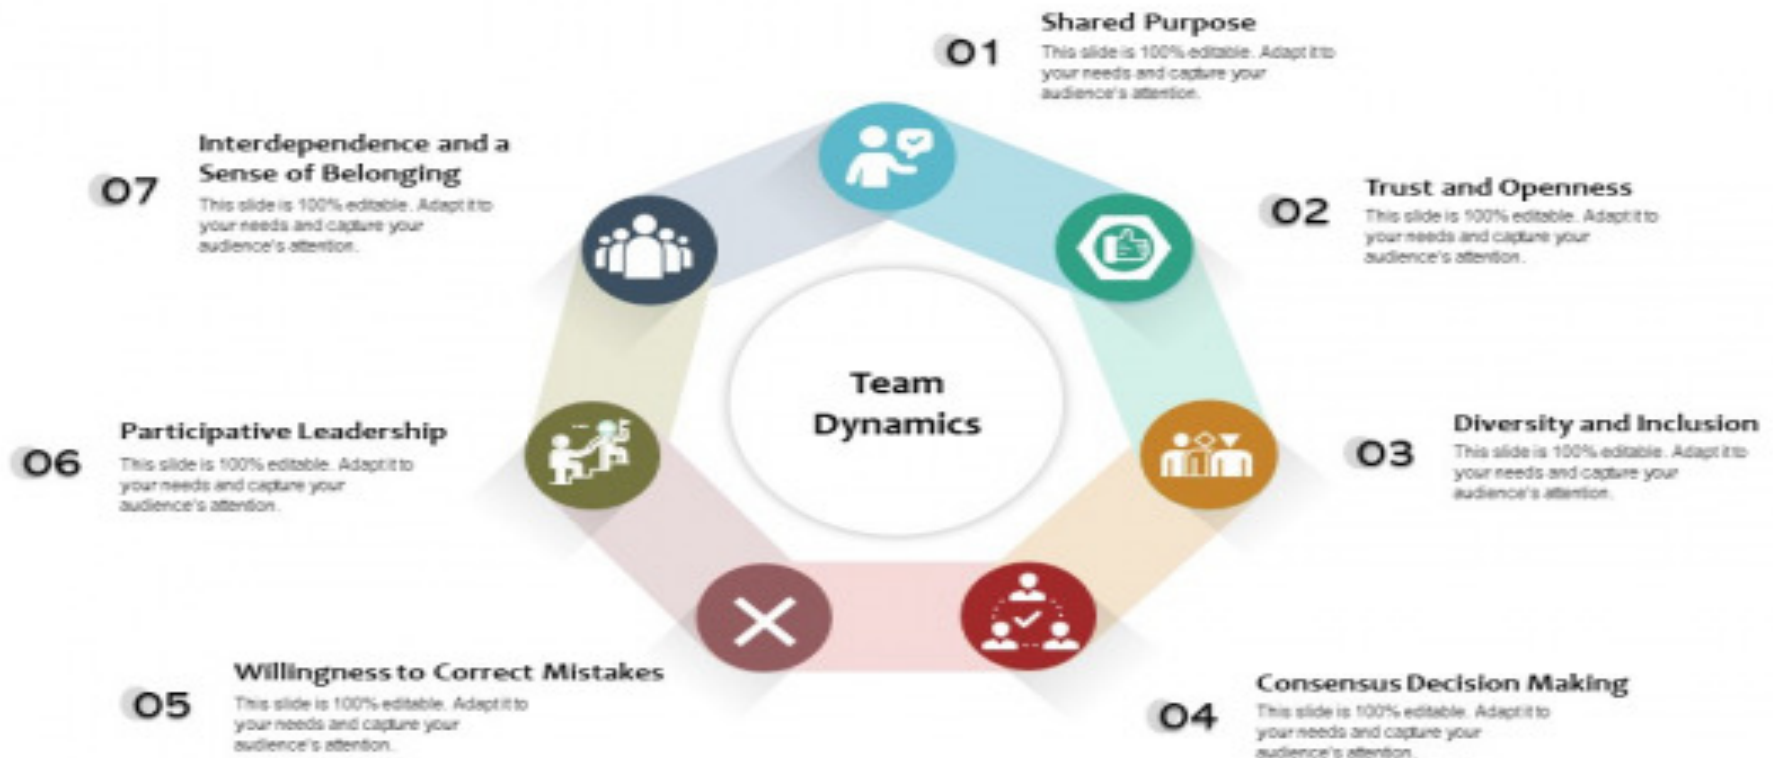 01
Shared Purpose
This slide is 100% editable. Adapt it to
your needs and capture your
audience's attention.
02
Trust and Openness
This slide is 100% editable. Adapt it to
your needs and capture your
audience's attention.
03
Diversity and Inclusion
This slide is 100% editable. Adapt it to
your needs and capture your
audience's attention.
04
Consensus Decision Making
This slide is 100% editable. Adapt it to
your needs and capture your
audience's attention.
05
Willingness to Correct Mistakes
This slide is 100% editable. Adapt it to
your needs and capture your
audience's attention.
06
Participative Leadership
This slide is 100% editable. Adapt it to
your needs and capture your
audience's attention.
07
Interdependence and a
Sense of Belonging
This slide is 100% editable. Adapt it to
your needs and capture your
audience's attention.
Team
Dynamics